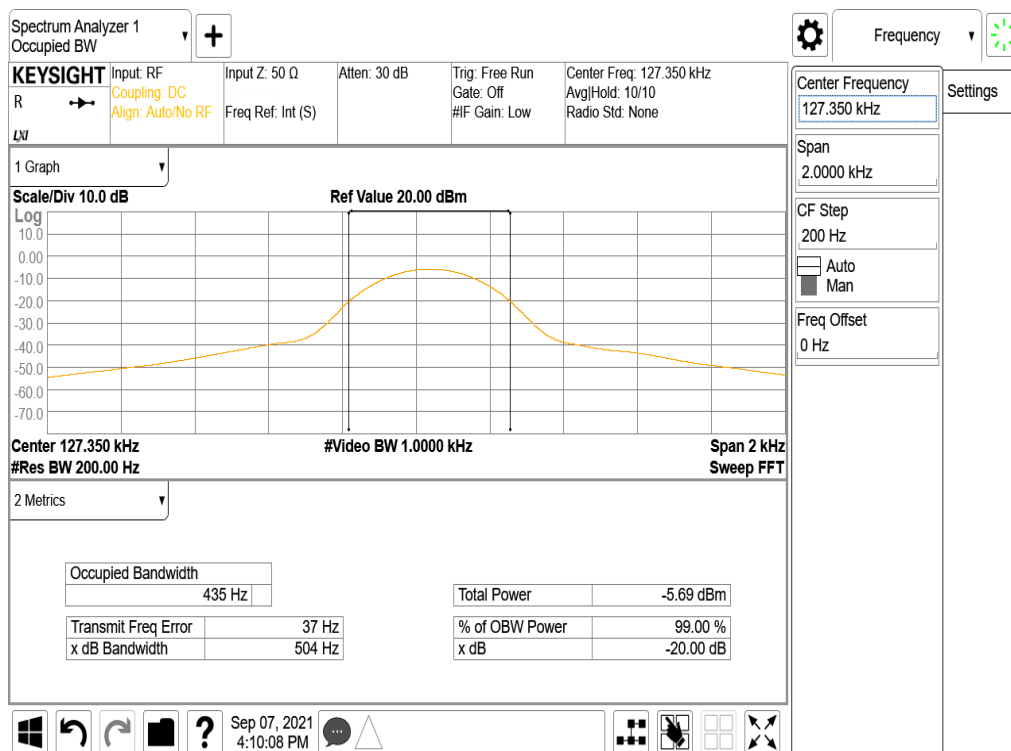 Spectrum Analyzer 1
Occupied BW
Frequency
KEYSIGHT
R
LXI
Input: RF
Coupling: DC
Align: Auto/No RF
Input Z: 50 Ω
Freq Ref: Int (S)
Atten: 30 dB
Trig: Free Run
Gate: Off
#IF Gain: Low
Center Freq: 127.350 kHz
Avg|Hold: 10/10
Radio Std: None
Center Frequency
127.350 kHz
Settings
Span
2.0000 kHz
CF Step
200 Hz
Auto
Man
Freq Offset
0 Hz
1 Graph
Scale/Div 10.0 dB
Ref Value 20.00 dBm
Log
10.0
0.00
-10.0
-20.0
-30.0
-40.0
-50.0
-60.0
-70.0
Center 127.350 kHz
#Video BW 1.0000 kHz
Span 2 kHz
#Res BW 200.00 Hz
Sweep FFT
2 Metrics
Occupied Bandwidth
435 Hz
Total Power -5.69 dBm
Transmit Freq Error 37 Hz
% of OBW Power 99.00 %
x dB Bandwidth 504 Hz
x dB -20.00 dB
?
Sep 07, 2021
4:10:08 PM